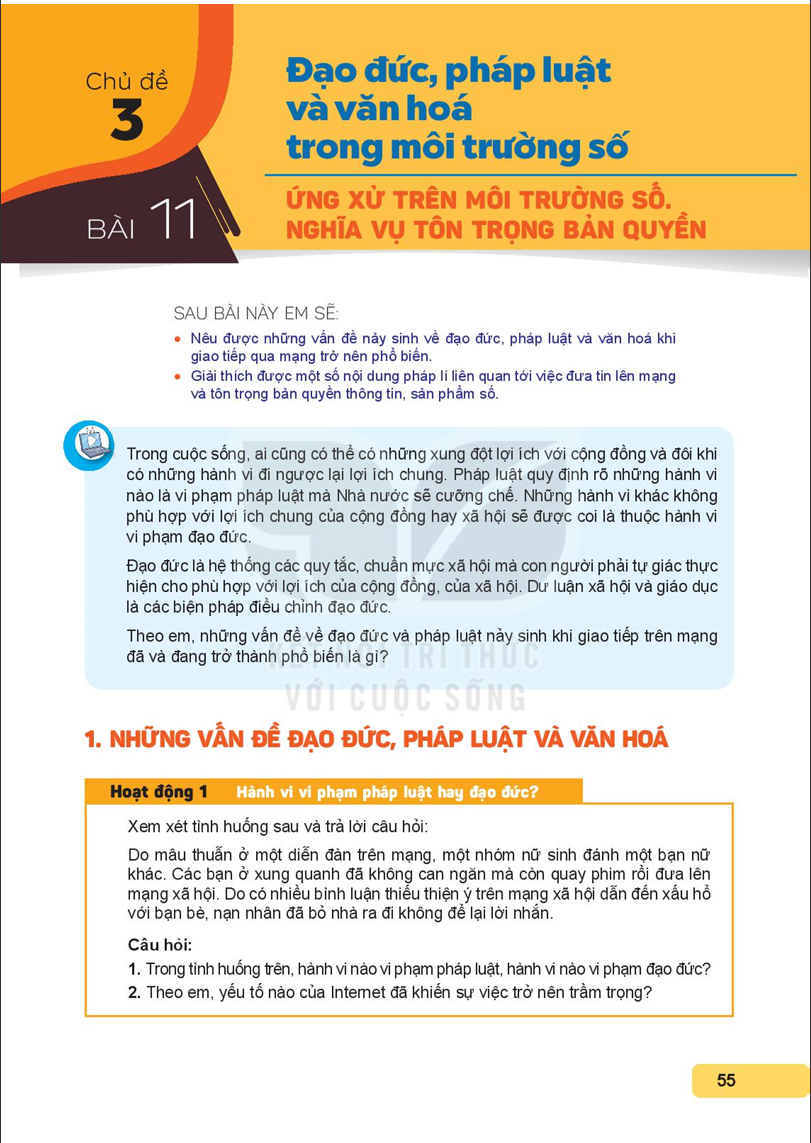 Chủ đề
3
Đạo đức, pháp luật
và văn hoá
trong môi trường số
BÀI 11
ỨNG XỬ TRÊN MÔI TRƯỜNG SỐ.
NGHĨA VỤ TÔN TRỌNG BẢN QUYỀN
SAU BÀI NÀY EM SẼ:
• Nêu được những vấn đề nảy sinh về đạo đức, pháp luật và văn hoá khi
giao tiếp qua mạng trở nên phổ biến.
• Giải thích được một số nội dung pháp lí liên quan tới việc đưa tin lên mạng
và tôn trọng bản quyền thông tin, sản phẩm số.
Trong cuộc sống, ai cũng có thể có những xung đột lợi ích với cộng đồng và đôi khi
có những hành vi đi ngược lại lợi ích chung. Pháp luật quy định rõ những hành vi
nào là vi phạm pháp luật mà Nhà nước sẽ cưỡng chế. Những hành vi khác không
phù hợp với lợi ích chung của cộng đồng hay xã hội sẽ được coi là thuộc hành vi
vi phạm đạo đức.
Đạo đức là hệ thống các quy tắc, chuẩn mực xã hội mà con người phải tự giác thực
hiện cho phù hợp với lợi ích của cộng đồng, của xã hội. Dư luận xã hội và giáo dục
là các biện pháp điều chỉnh đạo đức.
Theo em, những vấn đề về đạo đức và pháp luật nảy sinh khi giao tiếp trên mạng
đã và đang trở thành phổ biến là gì?
KẾT NỐI TRI THỨC
VỚI CUỘC SỐNG
1. NHỮNG VẤN ĐỀ ĐẠO ĐỨC, PHÁP LUẬT VÀ VĂN HOÁ
Hoạt động 1 Hành vi vi phạm pháp luật hay đạo đức?
Xem xét tình huống sau và trả lời câu hỏi:
Do mâu thuẫn ở một diễn đàn trên mạng, một nhóm nữ sinh đánh một bạn nữ
khác. Các bạn ở xung quanh đã không can ngăn mà còn quay phim rồi đưa lên
mạng xã hội. Do có nhiều bình luận thiếu thiện ý trên mạng xã hội dẫn đến xấu hổ
với bạn bè, nạn nhân đã bỏ nhà ra đi không để lại lời nhắn.
Câu hỏi:
1. Trong tình huống trên, hành vi nào vi phạm pháp luật, hành vi nào vi phạm đạo đức?
2. Theo em, yếu tố nào của Internet đã khiến sự việc trở nên trầm trọng?
55